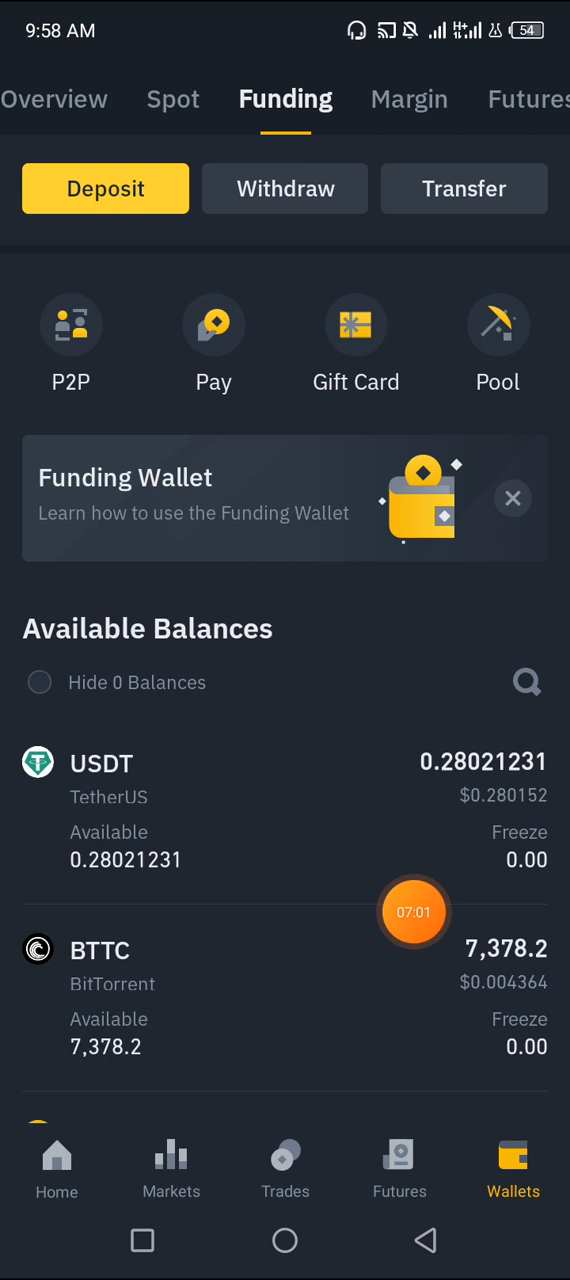 9:58 AM
H+
54
Overview Spot Funding Margin Futures
Deposit Withdraw Transfer
P2P Pay Gift Card Pool
Funding Wallet
Learn how to use the Funding Wallet
Available Balances
Hide 0 Balances
USDT 0.28021231
TetherUS $0.280152
Available Freeze
0.28021231 0.00
07:01
BTTC 7,378.2
BitTorrent $0.004364
Available Freeze
7,378.2 0.00
Home Markets Trades Futures Wallets